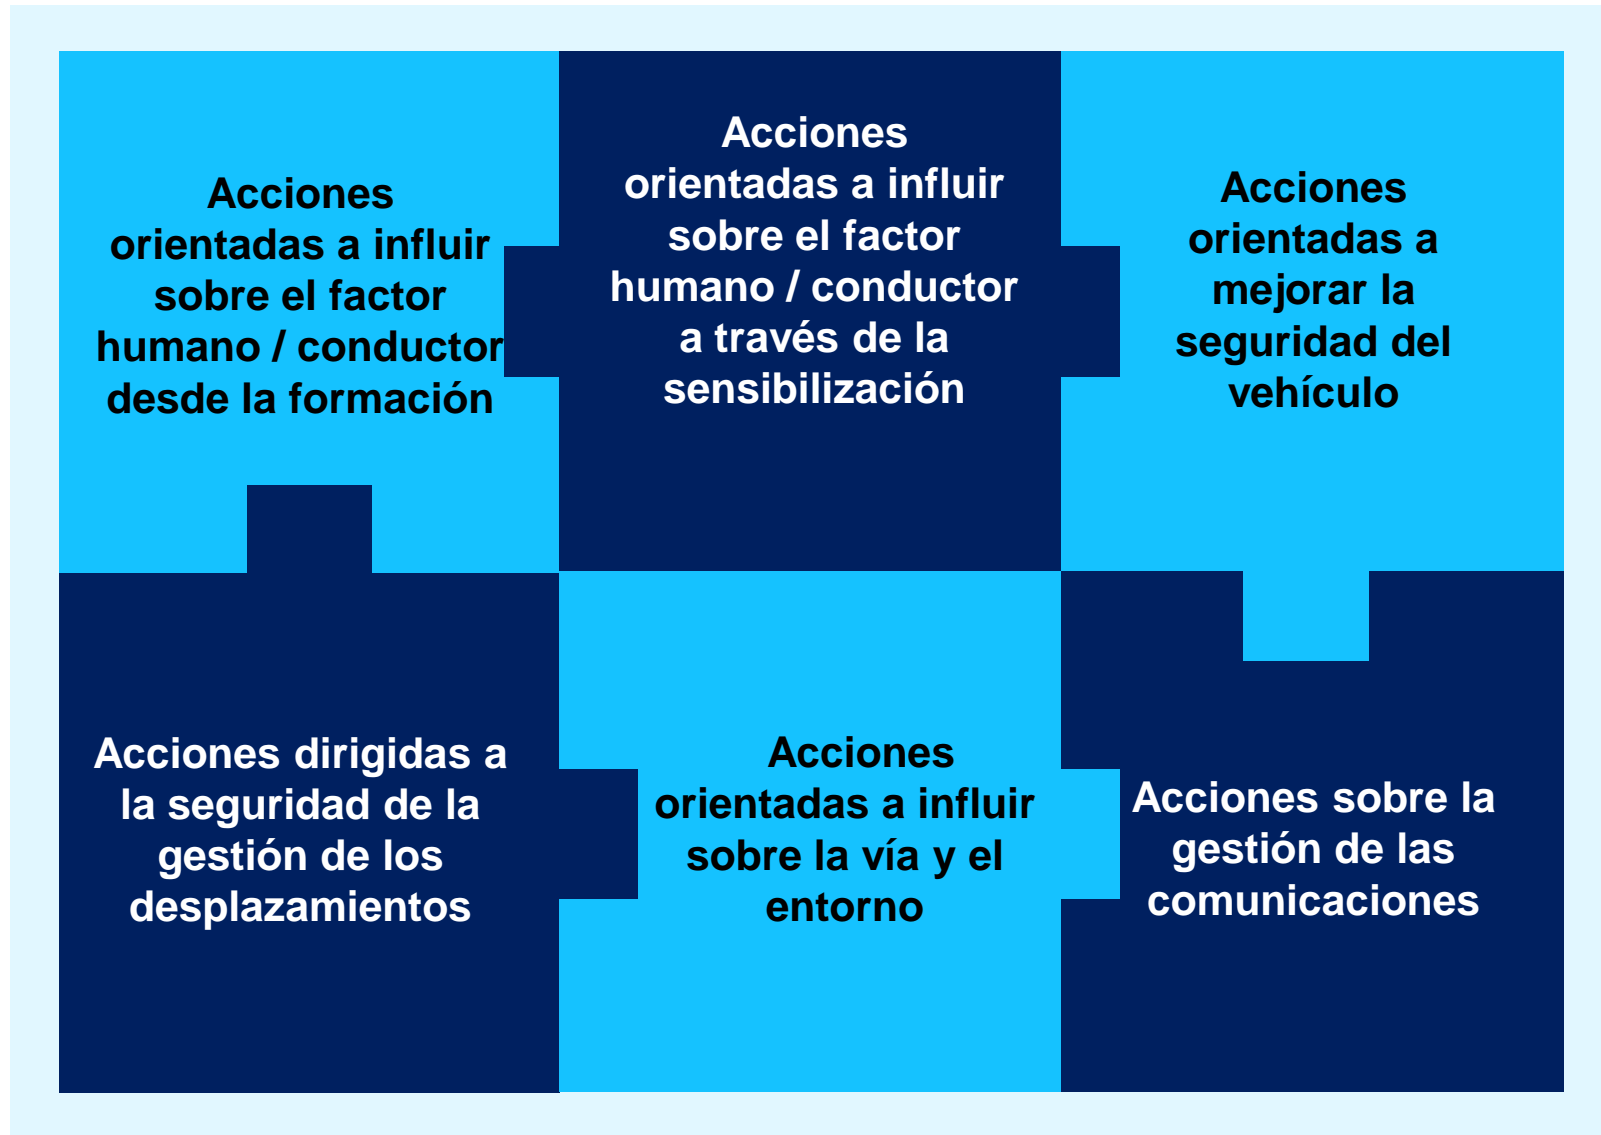 Acciones
orientadas a influir
sobre el factor
humano / conductor
desde la formación
Acciones
orientadas a influir
sobre el factor
humano / conductor
a través de la
sensibilización
Acciones
orientadas a
mejorar la
seguridad del
vehículo
Acciones dirigidas a
la seguridad de la
gestión de los
desplazamientos
Acciones
orientadas a influir
sobre la vía y el
entorno
Acciones sobre la
gestión de las
comunicaciones